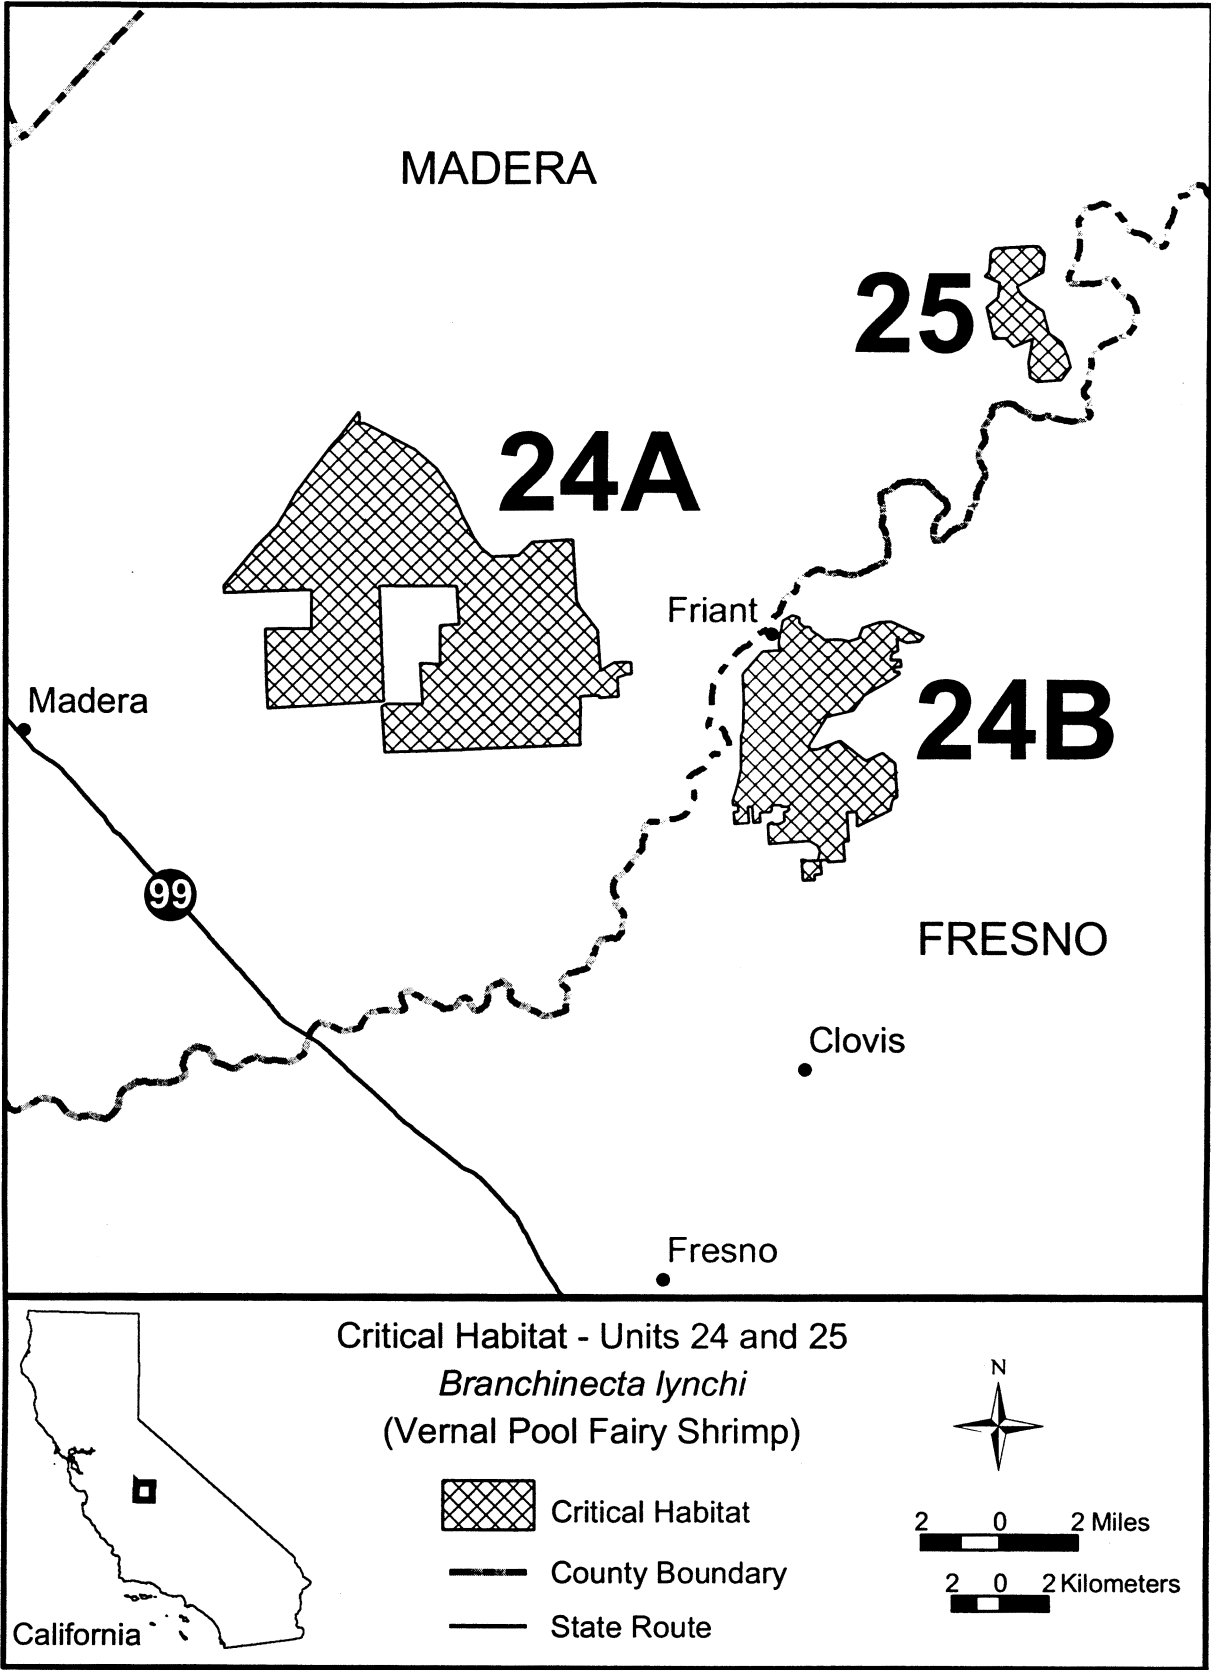 MADERA
25
24A
Friant
24B
Madera
99
FRESNO
Clovis
Fresno
Critical Habitat - Units 24 and 25
Branchinecta lynchi
(Vernal Pool Fairy Shrimp)
N
Critical Habitat
County Boundary
State Route
2 0 2 Miles
2 0 2 Kilometers
California